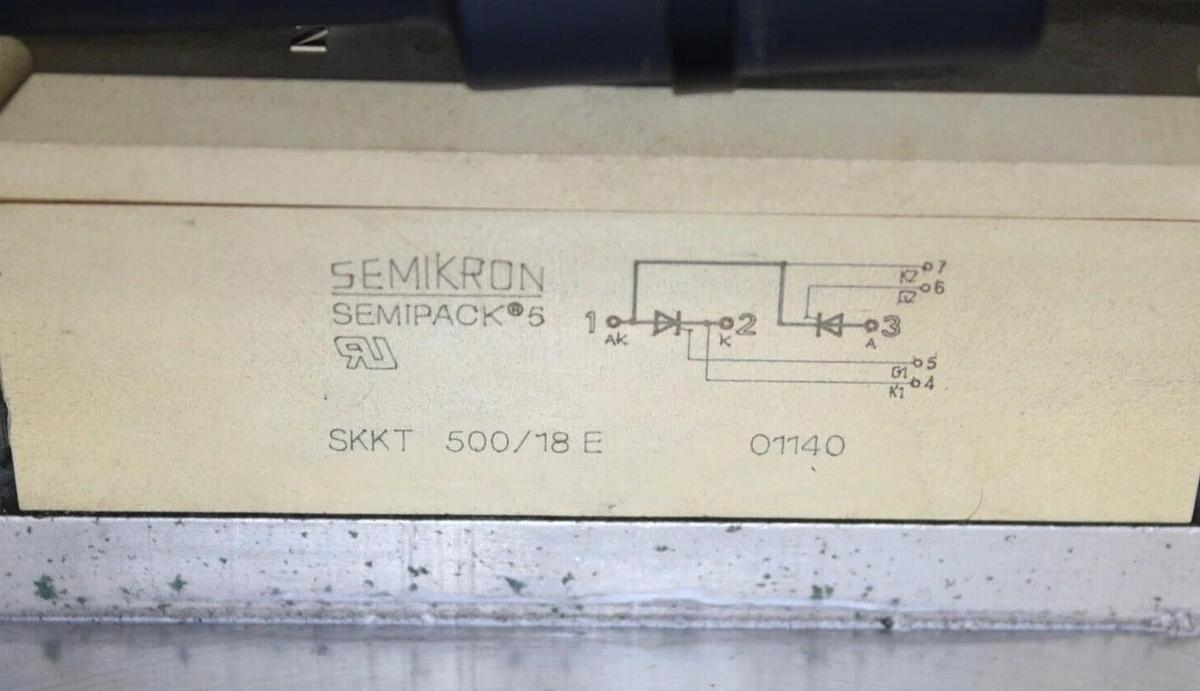 N
SEMIKRON
SEMIPACK®5
RU
SKKT 500/18 E 01140
1 AK
2 K
3 A
K2 7
G2 6
G1 5
K1 4